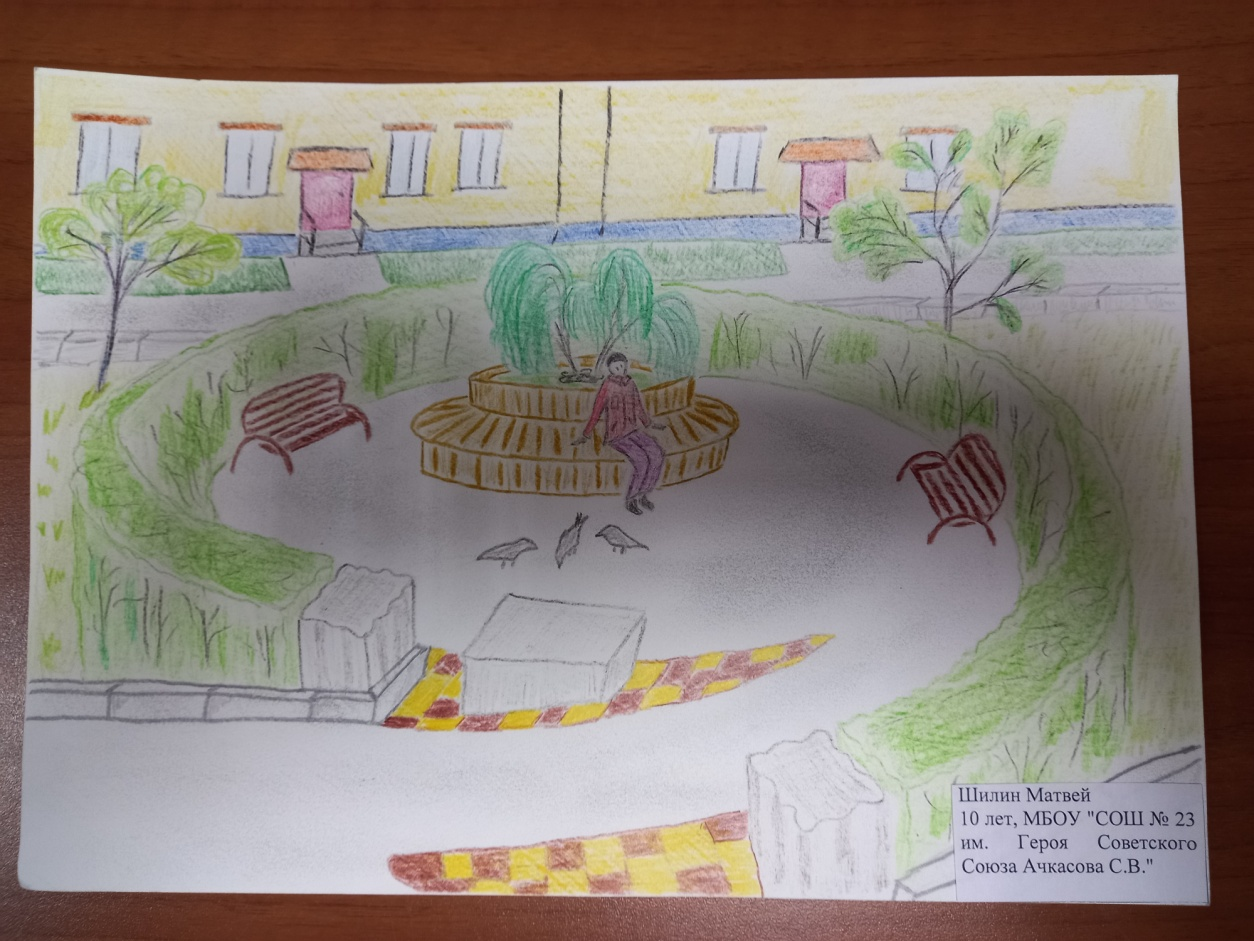 Шилин Матвей
10 лет, МБОУ "СОШ № 23
им. Героя Советского
Союза Ачкасова С.В."